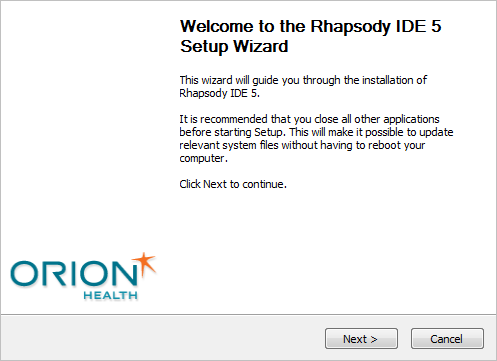 Welcome to the Rhapsody IDE 5
Setup Wizard
This wizard will guide you through the installation of
Rhapsody IDE 5.
It is recommended that you close all other applications
before starting Setup. This will make it possible to update
relevant system files without having to reboot your
computer.
Click Next to continue.
ORION
HEALTH
Next >
Cancel